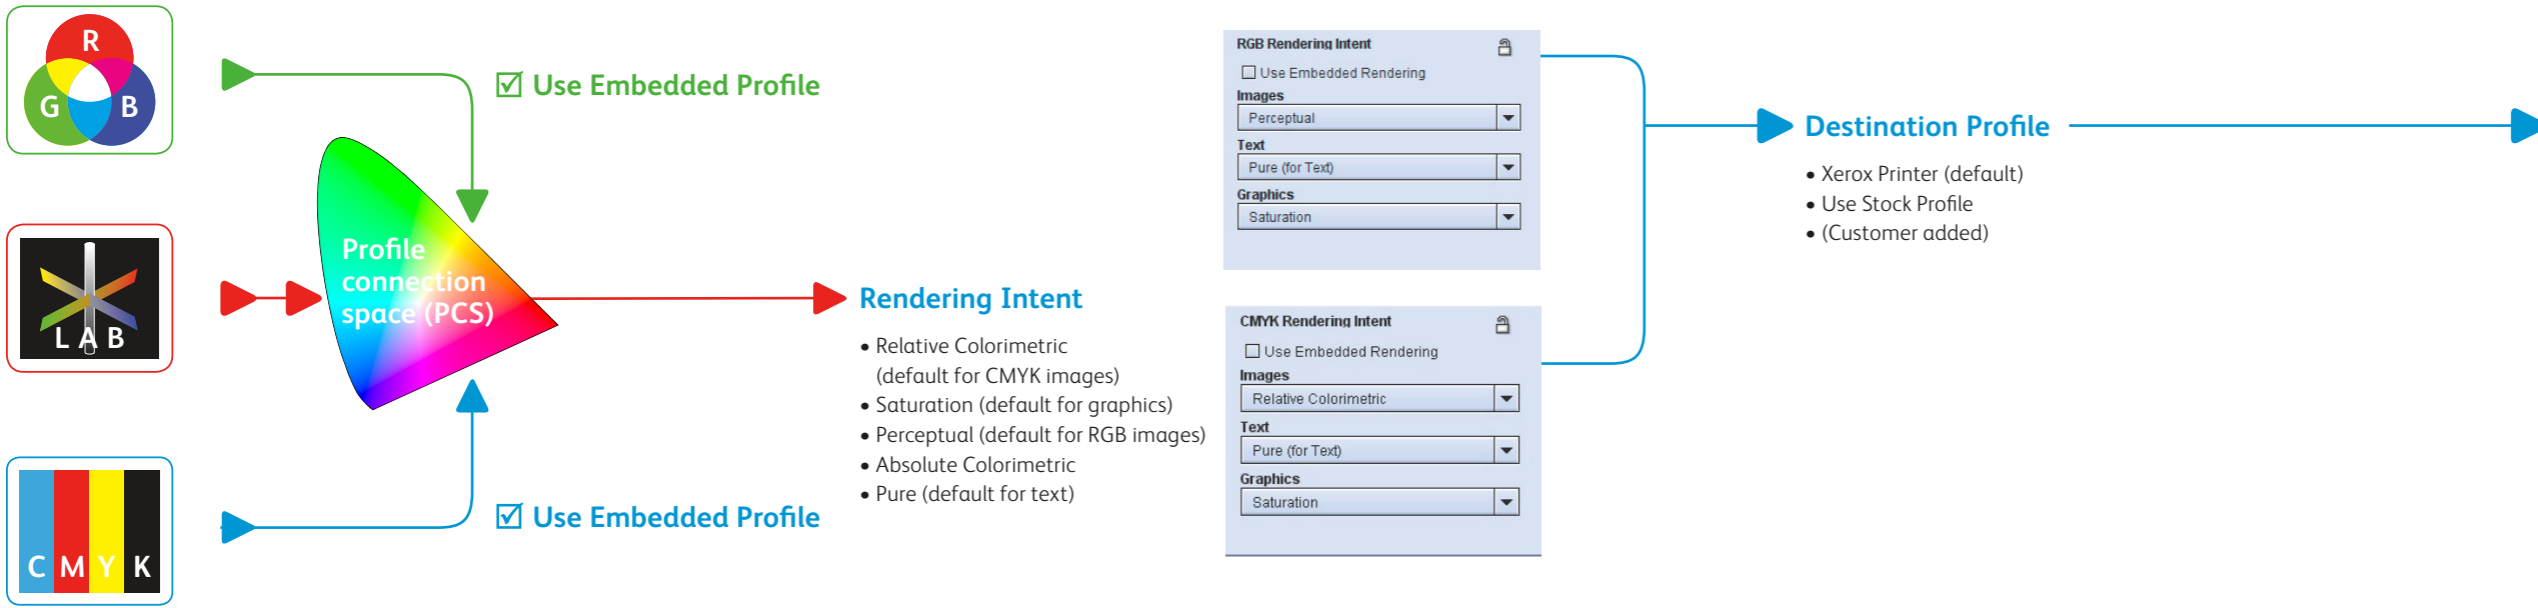 R
G B
L A B
C M Y K
☑ Use Embedded Profile
Profile
connection
space (PCS)
☑ Use Embedded Profile
Rendering Intent
• Relative Colorimetric
(default for CMYK images)
• Saturation (default for graphics)
• Perceptual (default for RGB images)
• Absolute Colorimetric
• Pure (default for text)
RGB Rendering Intent
Use Embedded Rendering
Images
Perceptual
Text
Pure (for Text)
Graphics
Saturation
CMYK Rendering Intent
Use Embedded Rendering
Images
Relative Colorimetric
Text
Pure (for Text)
Graphics
Saturation
Destination Profile
• Xerox Printer (default)
• Use Stock Profile
• (Customer added)